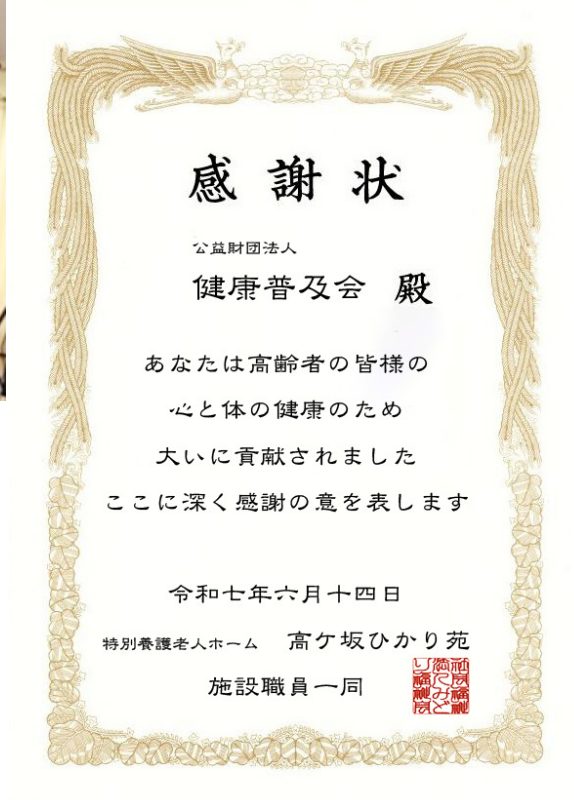 感謝状
公益財団法人
健康普及会 殿
あなたは高齢者の皆様の
心と体の健康のため
大いに貢献されました
ここに深く感謝の意を表します
令和七年六月十四日
特別養護老人ホーム 高ケ坂ひかり苑
施設職員一同